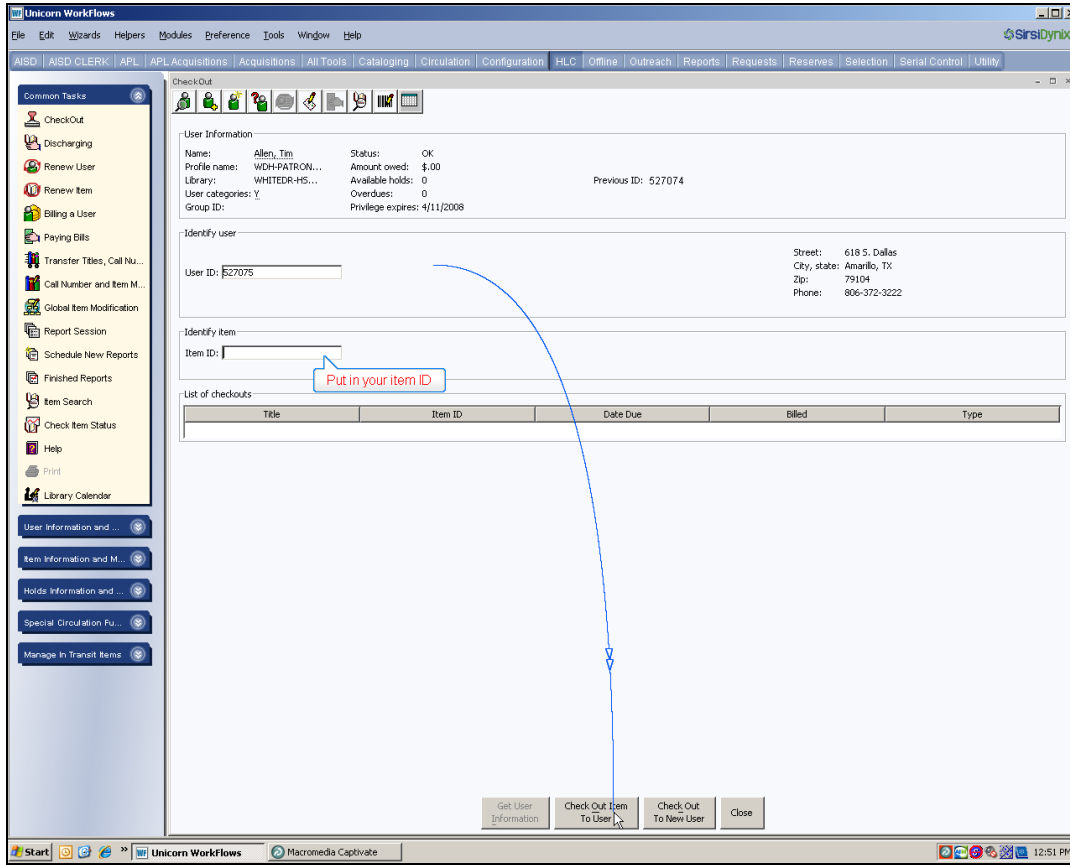 Unicorn WorkFlows
File Edit Wizards Helpers Modules Preference Tools Window Help
SirsiDynix
AISD AISD CLERK APL APL Acquisitions Acquisitions All Tools Cataloging Circulation Configuration HLC Offline Outreach Reports Requests Reserves Selection Serial Control Utility
Common Tasks
CheckOut
Discharging
Renew User
Renew Item
Billing a User
Paying Bills
Transfer Titles, Call Nu...
Call Number and Item M...
Global Item Modification
Report Session
Schedule New Reports
Finished Reports
Item Search
Check Item Status
Help
Print
Library Calendar
User Information and ...
Item Information and M...
Holds Information and ...
Special Circulation Fu...
Manage In Transit Items
CheckOut
User Information
Name: Allen, Tim Status: OK
Profile name: WDH-PATRON... Amount owed: $.00
Library: WHITEDR-HS... Available holds: 0 Previous ID: 527074
User categories: Y Overdues: 0
Group ID: Privilege expires: 4/11/2008
Identify user
User ID: 527075
Street: 618 S. Dallas
City, state: Amarillo, TX
Zip: 79104
Phone: 806-372-3222
Identify item
Item ID:
Put in your item ID
List of checkouts
Title Item ID Date Due Billed Type
Get User Information
Check Out Item To User
Check Out To New User
Close
Start » Unicorn WorkFlows Macromedia Captivate 12:51 PM